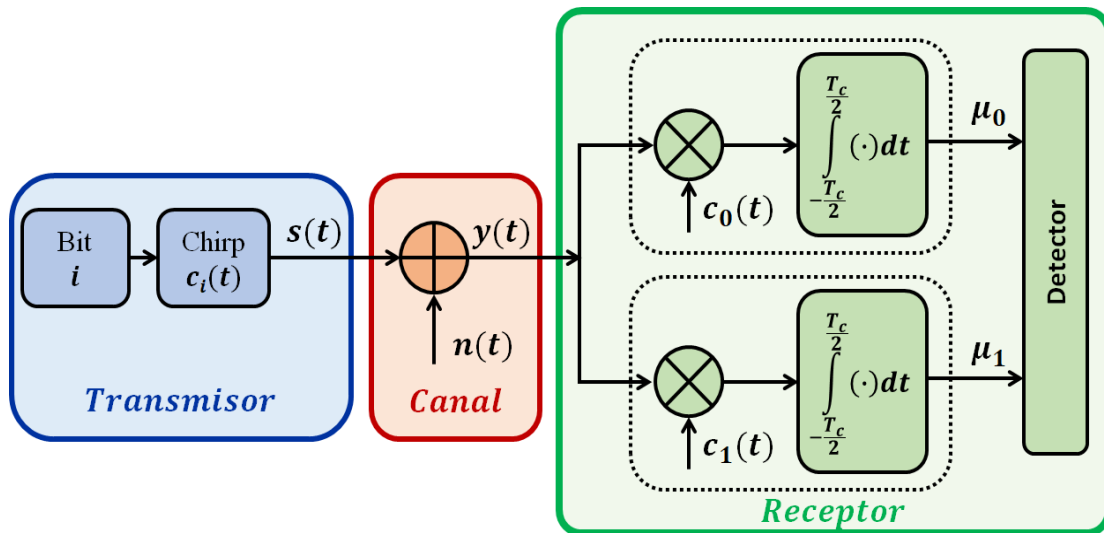 Bit
i
Chirp
c_i(t)
s(t)
Transmisor
y(t)
n(t)
Canal
c_0(t)
T_c/2
∫ (·)dt
-T_c/2
μ_0
c_1(t)
T_c/2
∫ (·)dt
-T_c/2
μ_1
Detector
Receptor